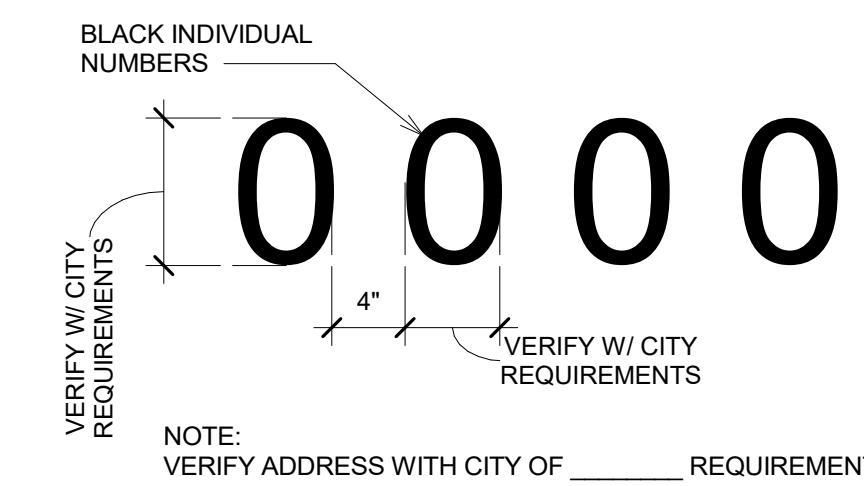 BLACK INDIVIDUAL
NUMBERS
0 0 0 0
VERIFY W/ CITY
REQUIREMENTS
4"
VERIFY W/ CITY
REQUIREMENTS
NOTE:
VERIFY ADDRESS WITH CITY OF ________ REQUIREMENT